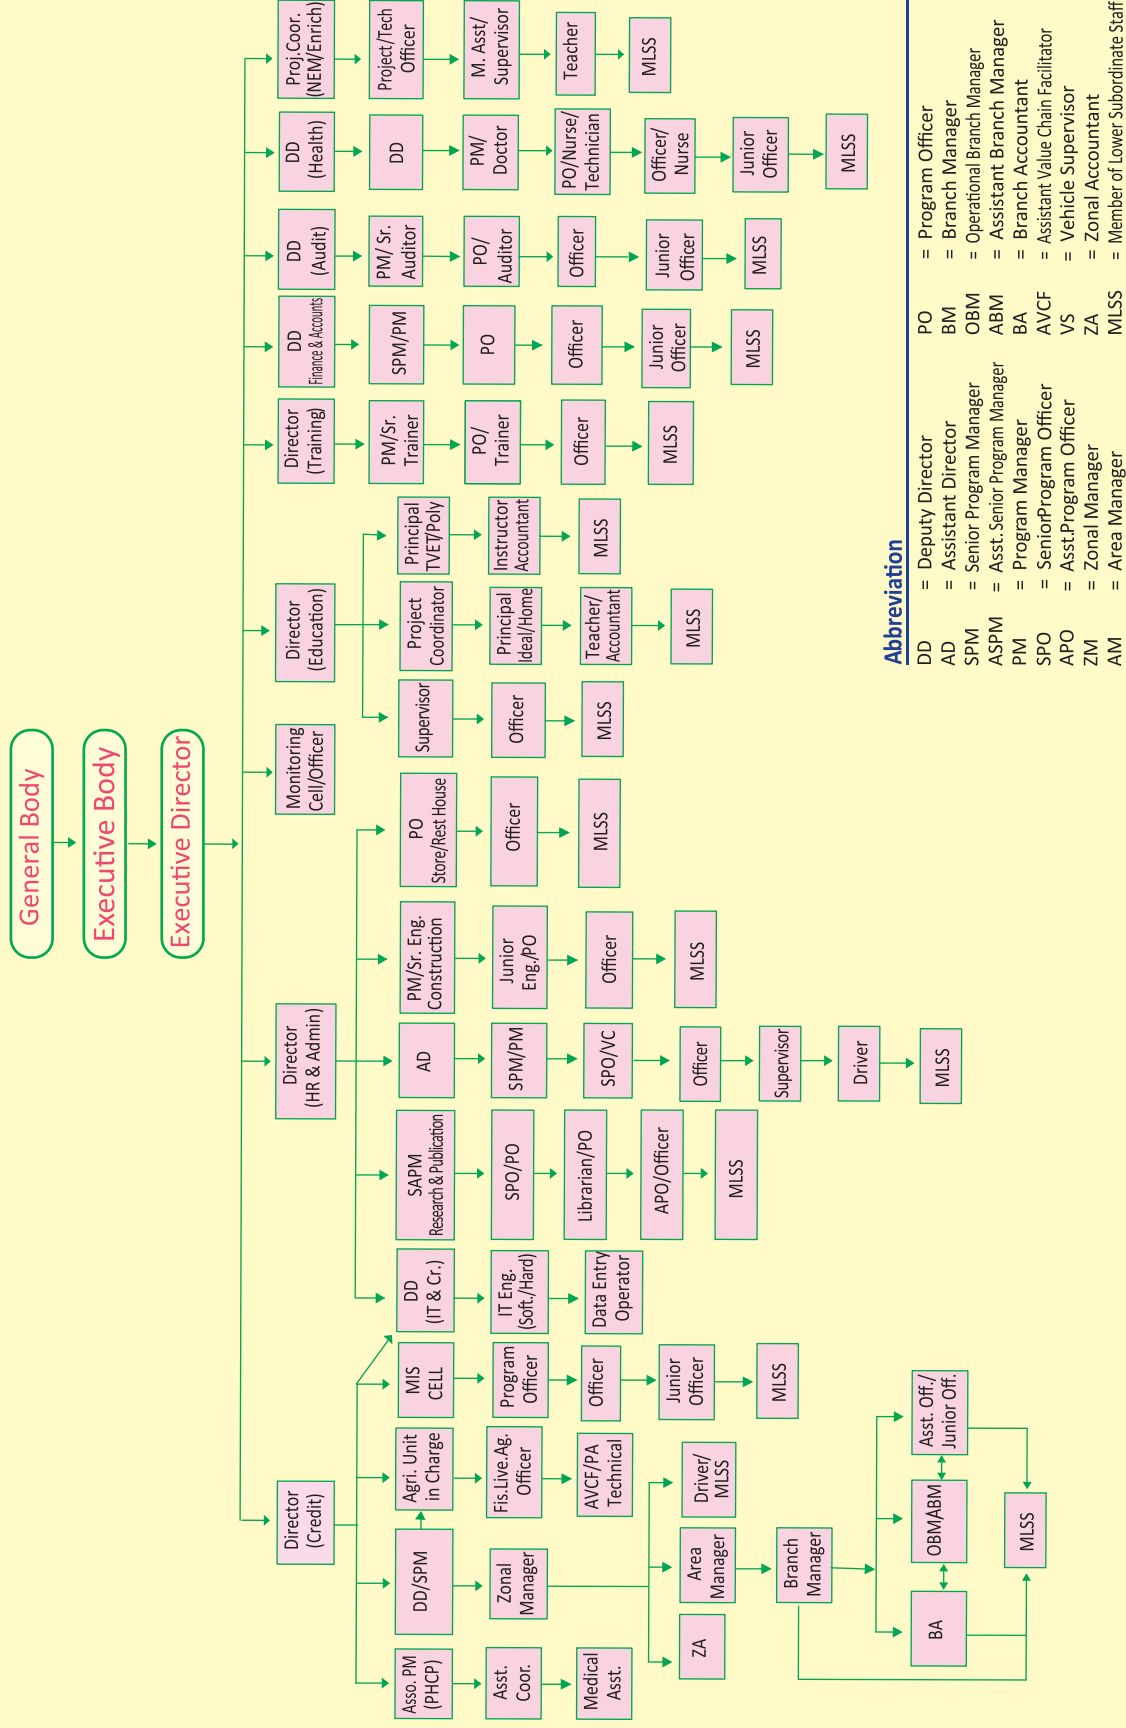 General Body
Executive Body
Executive Director
Director
(Credit)
Director
(HR & Admin)
Monitoring
Cell/Officer
Director
(Education)
Director
(Training)
DD
Finance & Accounts
DD
(Audit)
DD
(Health)
Proj.Coor.
(NEM/Enrich)
Asso. PM
(PHCP)
Asst.
Coor.
Medical
Asst.
DD/SPM
Zonal
Manager
ZA
Area
Manager
Driver/
MLSS
Branch
Manager
BA
OBMABM
Asst. Off./
Junior Off.
MLSS
Agri. Unit
in Charge
Fis.Live.Ag.
Officer
AVCF/PA
Technical
MIS
CELL
Program
Officer
Officer
Junior
Officer
MLSS
DD
(IT & Cr.)
IT Eng.
(Soft./Hard)
Data Entry
Operator
SAPM
Research & Publication
SPO/PO
Librarian/PO
APO/Officer
MLSS
AD
SPM/PM
SPO/VC
Officer
Supervisor
Driver
MLSS
PM/Sr. Eng.
Construction
Junior
Eng./PO
Officer
MLSS
PO
Store/Rest House
Officer
MLSS
Supervisor
Officer
MLSS
Project
Coordinator
Principal
Ideal/Home
Teacher/
Accountant
MLSS
Principal
TVET/Poly
Instructor
Accountant
MLSS
PM/Sr.
Trainer
PO/
Trainer
Officer
MLSS
SPM/PM
PO
Officer
Junior
Officer
MLSS
PM/ Sr.
Auditor
PO/
Auditor
Officer
Junior
Officer
MLSS
DD
PM/
Doctor
PO/Nurse/
Technician
Officer/
Nurse
Junior
Officer
MLSS
Project/Tech
Officer
M. Asst/
Supervisor
Teacher
MLSS
Abbreviation
DD = Deputy Director
AD = Assistant Director
SPM = Senior Program Manager
ASPM = Asst. Senior Program Manager
PM = Program Manager
SPO = SeniorProgram Officer
APO = Asst.Program Officer
ZM = Zonal Manager
AM = Area Manager
PO = Program Officer
BM = Branch Manager
OBM = Operational Branch Manager
ABM = Assistant Branch Manager
BA = Branch Accountant
AVCF = Assistant Value Chain Facilitator
VS = Vehicle Supervisor
ZA = Zonal Accountant
MLSS = Member of Lower Subordinate Staff